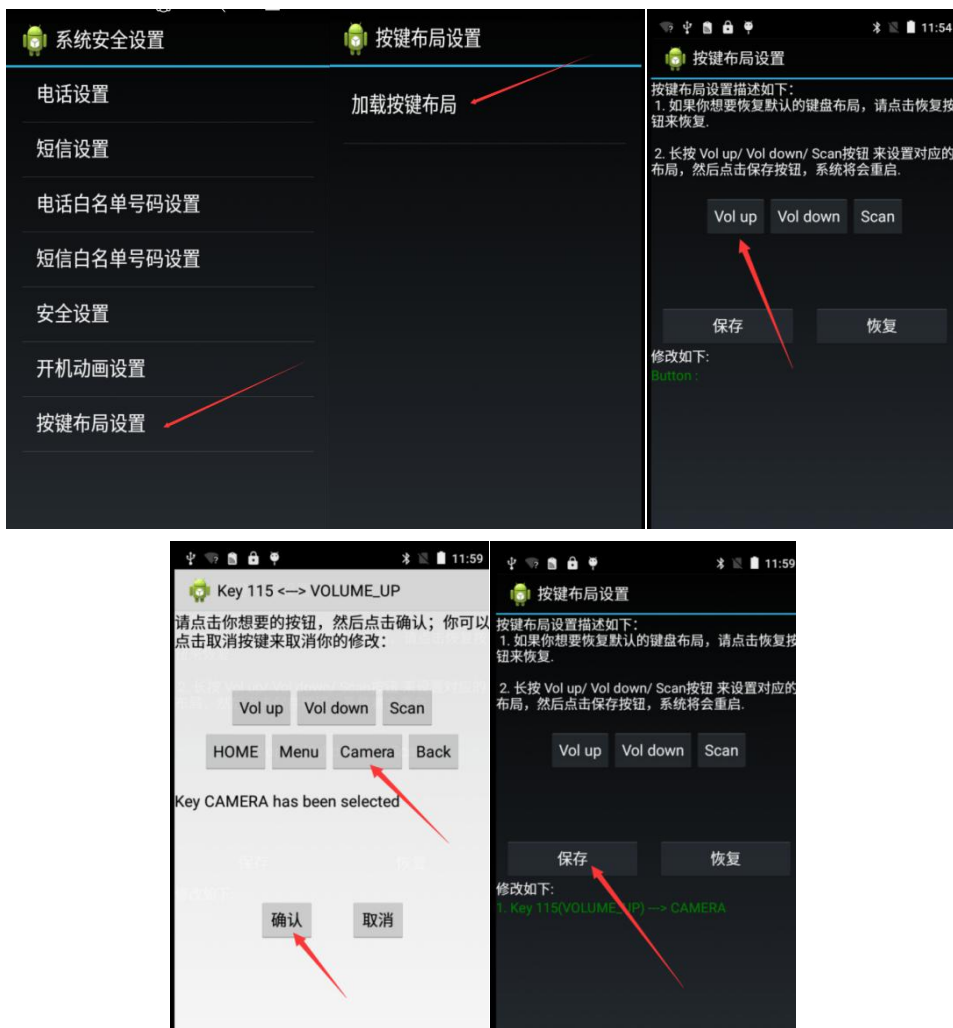 系统安全设置
电话设置
短信设置
电话白名单号码设置
短信白名单号码设置
安全设置
开机动画设置
按键布局设置
按键布局设置
加载按键布局
11:54
按键布局设置
按键布局设置描述如下:
1. 如果你想要恢复默认的键盘布局，请点击恢复按
钮来恢复.
2. 长按 Vol up/ Vol down/ Scan按钮 来设置对应的
布局，然后点击保存按钮，系统将会重启.
Vol up Vol down Scan
保存 恢复
修改如下:
Button :
11:59
Key 115 <—> VOLUME_UP
请点击你想要的按钮，然后点击确认；你可以
点击取消按键来取消你的修改：
Vol up Vol down Scan
HOME Menu Camera Back
Key CAMERA has been selected
保存 恢复
确认 取消
11:59
按键布局设置
按键布局设置描述如下:
1. 如果你想要恢复默认的键盘布局，请点击恢复按
钮来恢复.
2. 长按 Vol up/ Vol down/ Scan按钮 来设置对应的
布局，然后点击保存按钮，系统将会重启.
Vol up Vol down Scan
保存 恢复
修改如下:
1. Key 115(VOLUME_UP) —> CAMERA